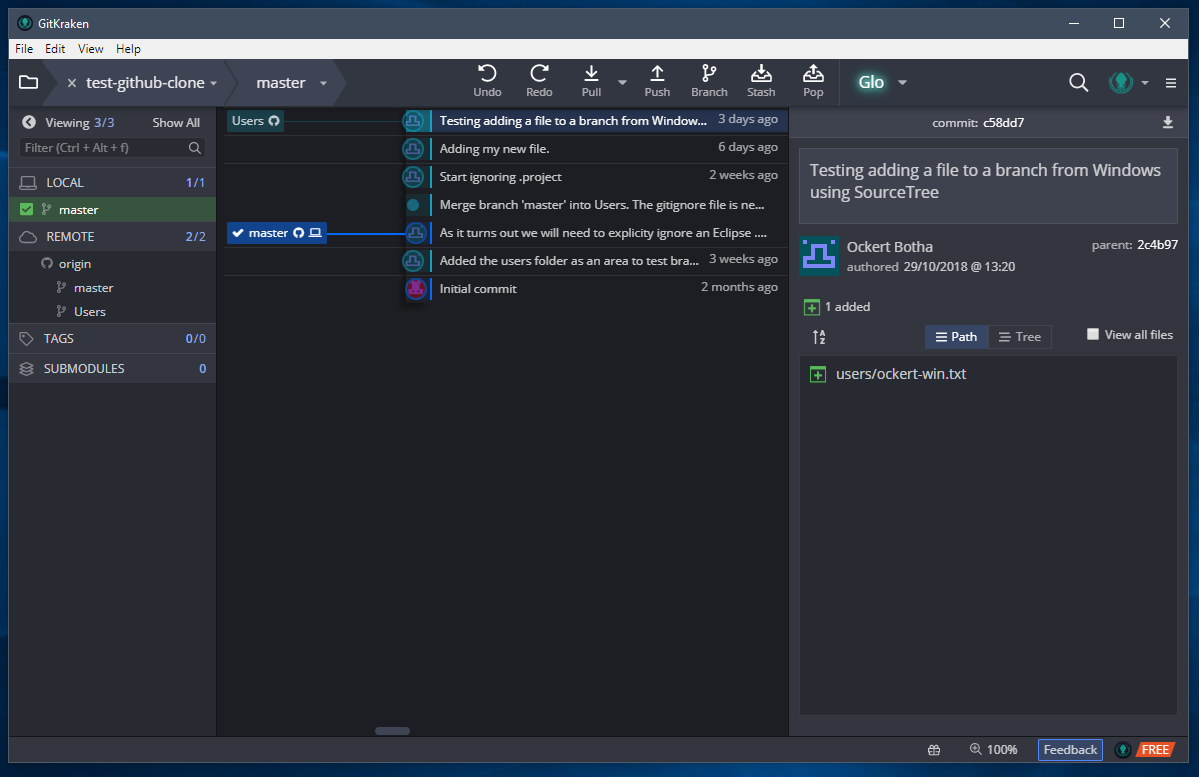 GitKraken
File Edit View Help
test-github-clone
master
Undo
Redo
Pull
Push
Branch
Stash
Pop
Glo
Viewing 3/3 Show All
Filter (Ctrl + Alt + f)
LOCAL 1/1
master
REMOTE 2/2
origin
master
Users
TAGS 0/0
SUBMODULES 0
Users Testing adding a file to a branch from Window... 3 days ago
Adding my new file. 6 days ago
Start ignoring .project 2 weeks ago
Merge branch 'master' into Users. The gitignore file is ne...
master As it turns out we will need to explicity ignore an Eclipse ....
Added the users folder as an area to test bra... 3 weeks ago
Initial commit 2 months ago
commit: c58dd7
Testing adding a file to a branch from Windows
using SourceTree
Ockert Botha
parent: 2c4b97
authored 29/10/2018 @ 13:20
1 added
A Z
Path Tree View all files
users/ockert-win.txt
100% Feedback FREE